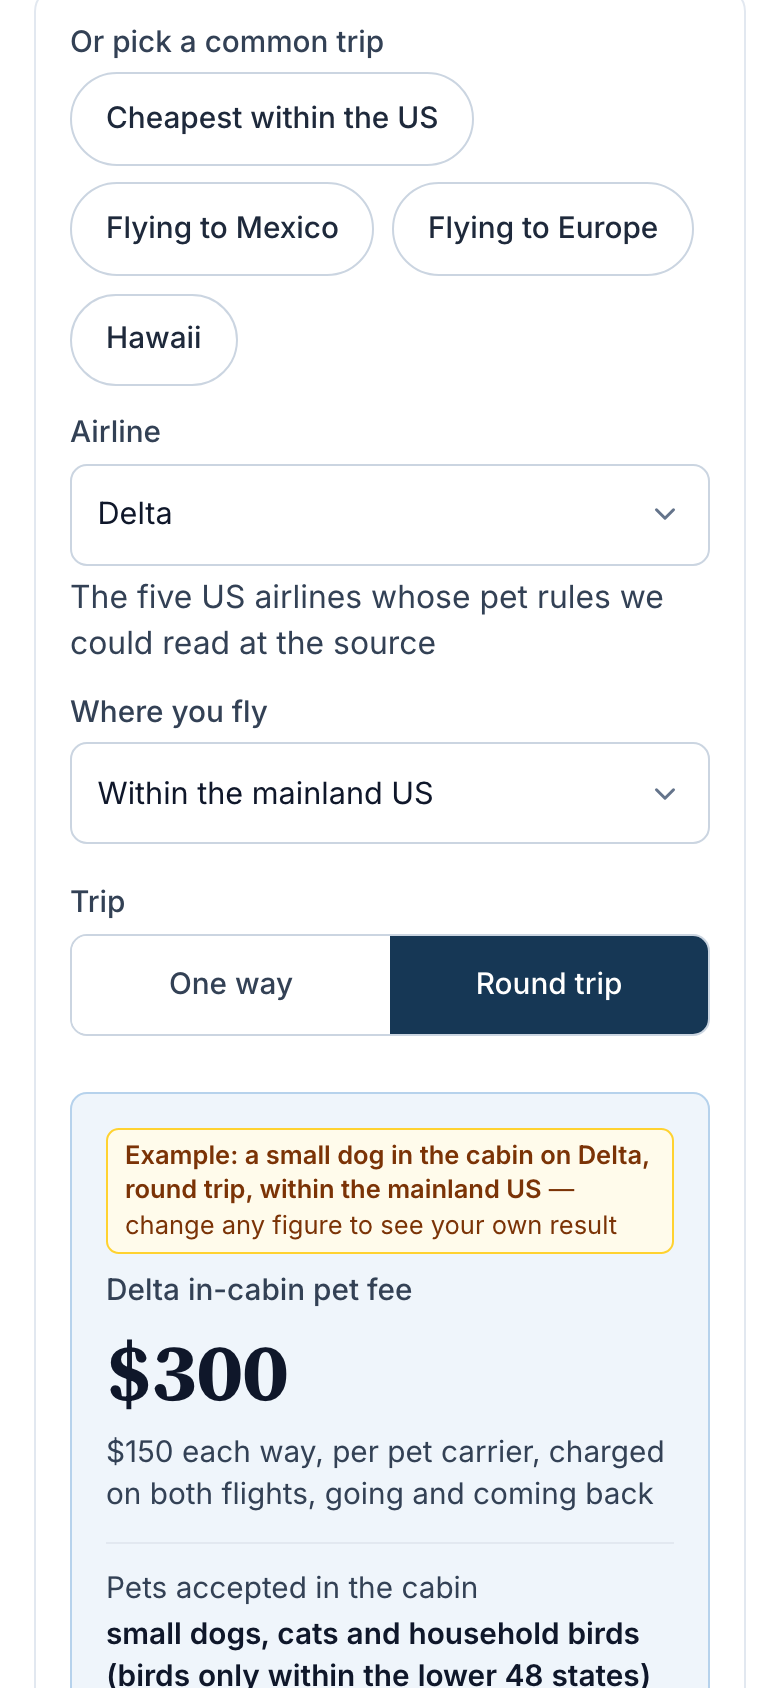 Or pick a common trip
Cheapest within the US
Flying to Mexico
Flying to Europe
Hawaii
Airline
Delta
The five US airlines whose pet rules we
could read at the source
Where you fly
Within the mainland US
Trip
One way
Round trip
Example: a small dog in the cabin on Delta,
round trip, within the mainland US —
change any figure to see your own result
Delta in-cabin pet fee
$300
$150 each way, per pet carrier, charged
on both flights, going and coming back
Pets accepted in the cabin
small dogs, cats and household birds
(birds only within the lower 48 states)